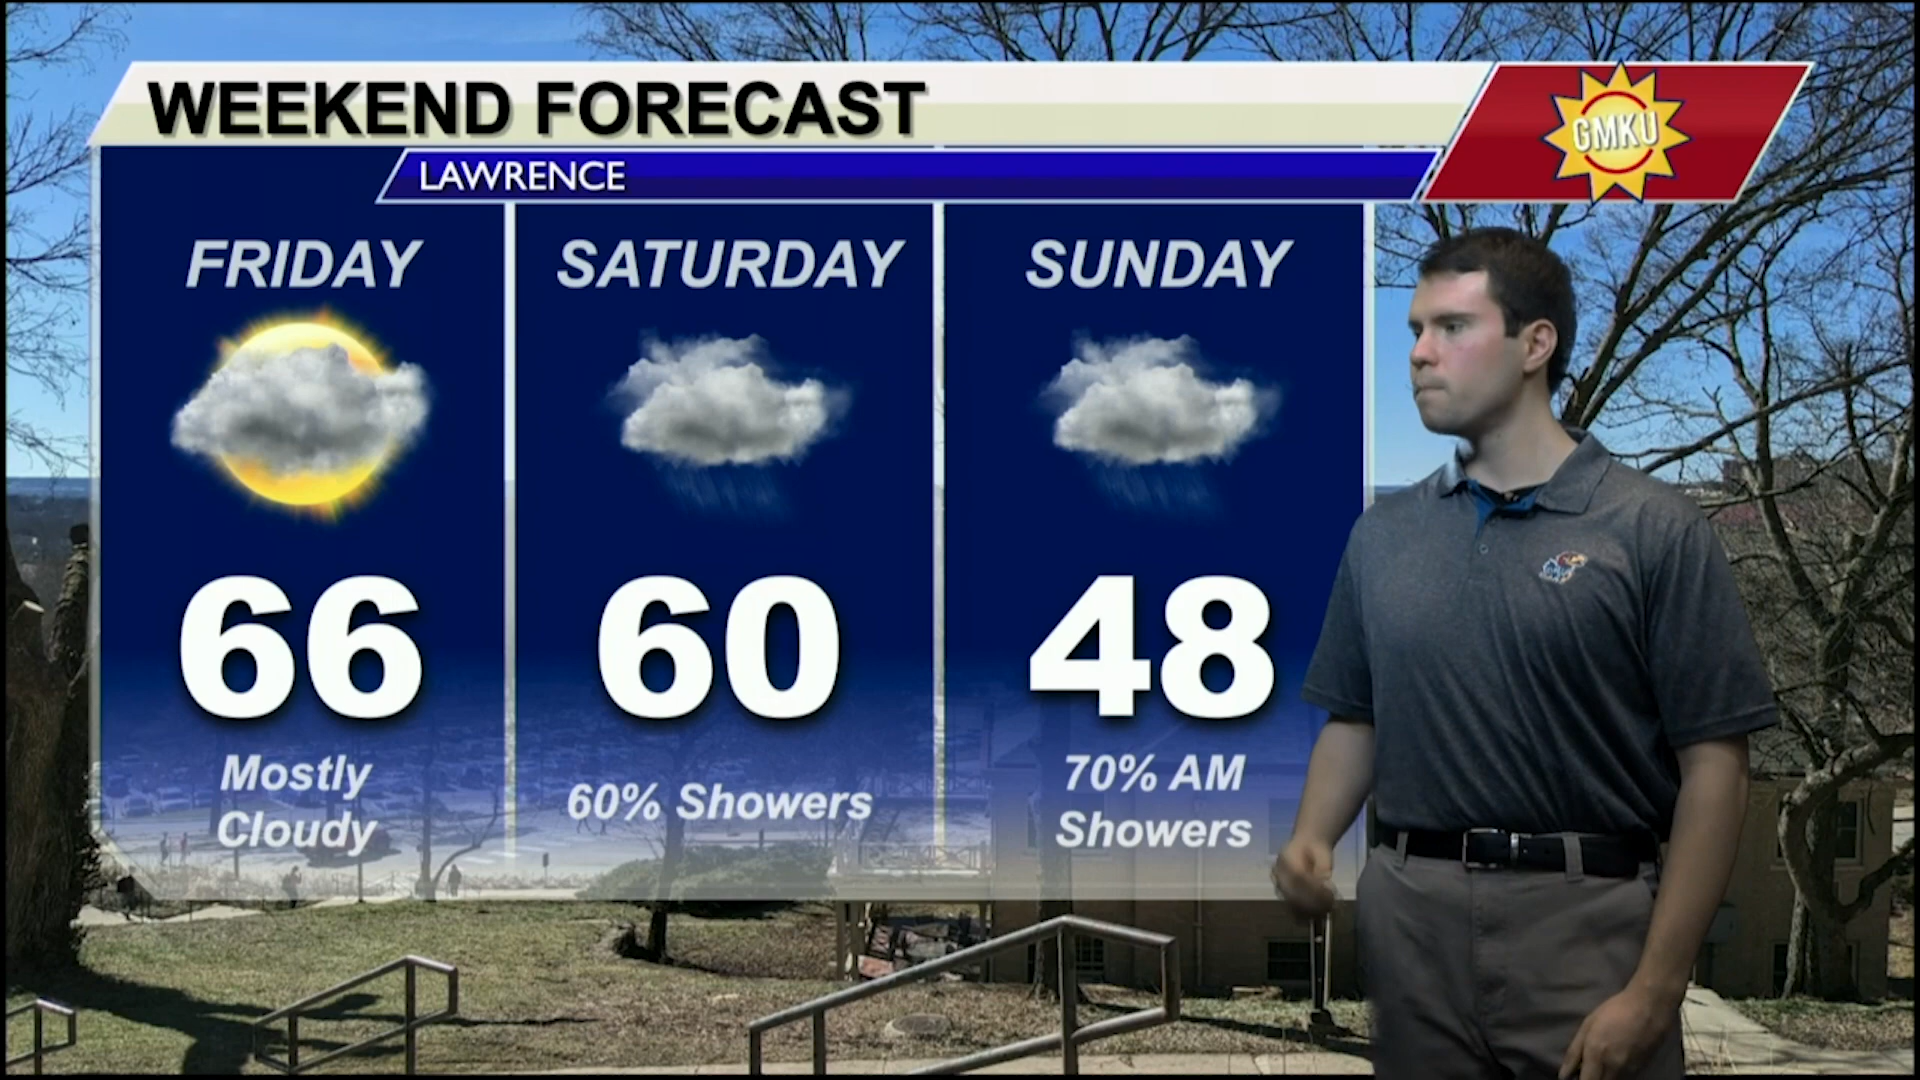 WEEKEND FORECAST
GMKU
LAWRENCE
FRIDAY
SATURDAY
SUNDAY
66
60
48
Mostly
Cloudy
60% Showers
70% AM
Showers